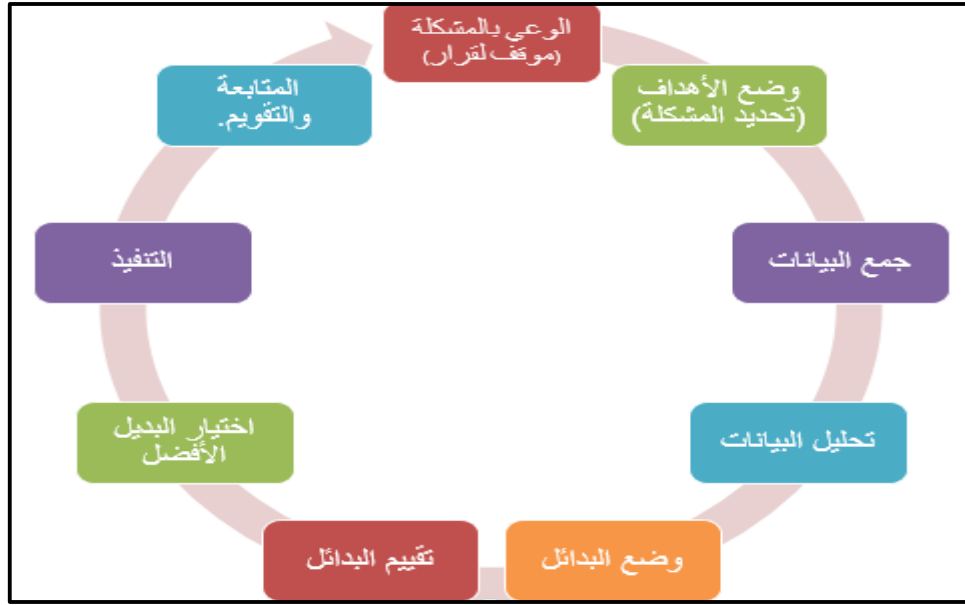 الوعي بالمشكلة
(موقف لقرار)
وضع الأهداف
(تحديد المشكلة)
جمع البيانات
تحليل البيانات
وضع البدائل
تقييم البدائل
اختيار البديل
الأفضل
التنفيذ
المتابعة
والتقويم.